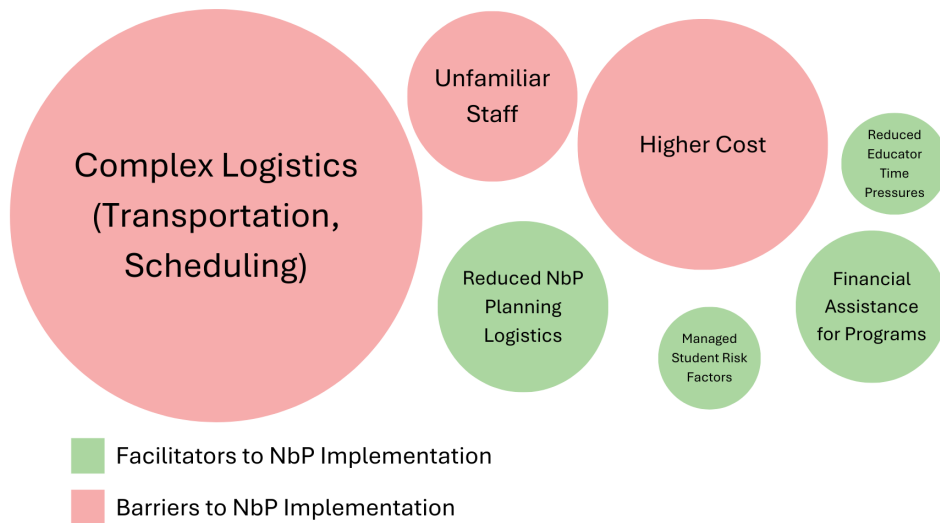 Complex Logistics
(Transportation,
Scheduling)
Unfamiliar
Staff
Higher Cost
Reduced
Educator
Time
Pressures
Reduced NbP
Planning
Logistics
Managed
Student Risk
Factors
Financial
Assistance
for Programs
Facilitators to NbP Implementation
Barriers to NbP Implementation